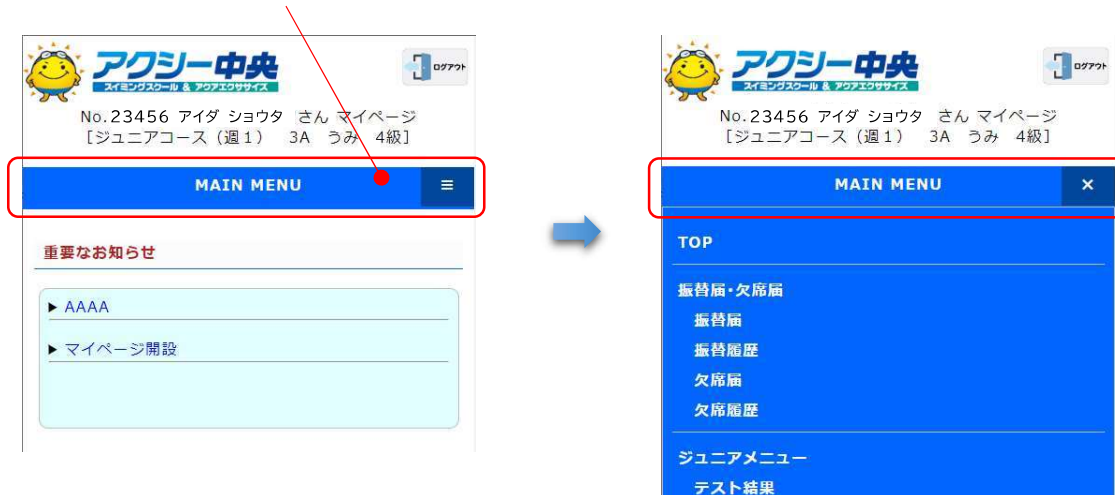 アクシー中央
スイミングスクール & アクアエクササイズ
ログアウト
No.23456 アイダ ショウタ さん マイページ
[ジュニアコース (週1) 3A うみ 4級]
MAIN MENU
重要なお知らせ
▶ AAAA
▶ マイページ開設
アクシー中央
スイミングスクール & アクアエクササイズ
ログアウト
No.23456 アイダ ショウタ さん マイページ
[ジュニアコース (週1) 3A うみ 4級]
MAIN MENU ×
TOP
振替届・欠席届
振替届
振替履歴
欠席届
欠席履歴
ジュニアメニュー
テスト結果